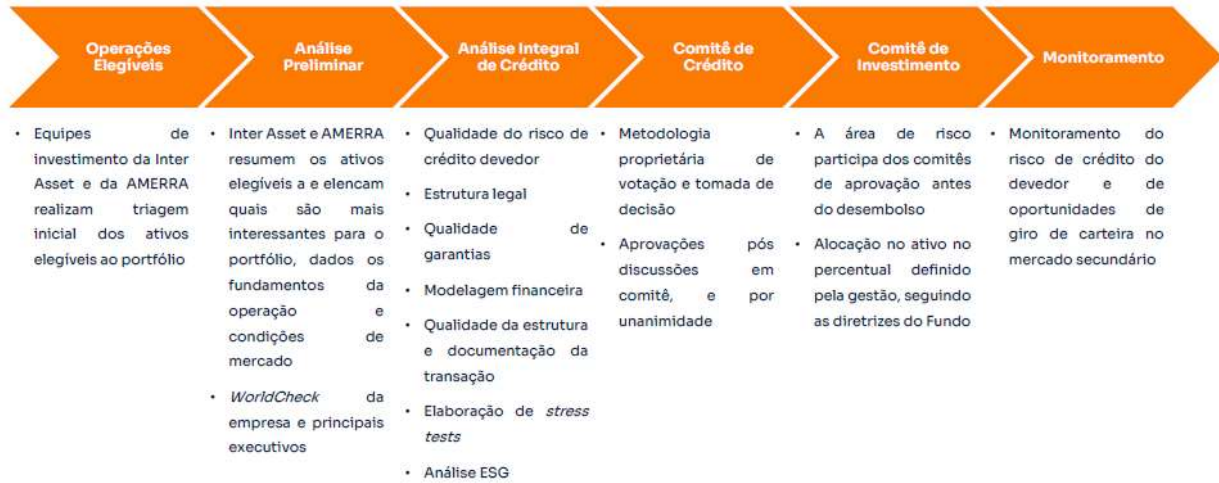 Operações
Elegíveis
Análise
Preliminar
Análise Integral
de Crédito
Comitê de
Crédito
Comitê de
Investimento
Monitoramento
• Equipes de
investimento da Inter
Asset e da AMERRA
realizam triagem
inicial dos ativos
elegíveis ao portfólio
• Inter Asset e AMERRA
resumem os ativos
elegíveis a e elencam
quais são mais
interessantes para o
portfólio, dados os
fundamentos da
operação e
condições de
mercado
• WorldCheck da
empresa e principais
executivos
• Qualidade do risco de
crédito devedor
• Estrutura legal
• Qualidade de
garantias
• Modelagem financeira
• Qualidade da estrutura
e documentação da
transação
• Elaboração de stress
tests
• Análise ESG
• Metodologia
proprietária de
votação e tomada de
decisão
• Aprovações pós
discussões em
comitê, e por
unanimidade
• A área de risco
participa dos comitês
de aprovação antes
do desembolso
• Alocação no ativo no
percentual definido
pela gestão, seguindo
as diretrizes do Fundo
• Monitoramento do
risco de crédito do
devedor e de
oportunidades de
giro de carteira no
mercado secundário